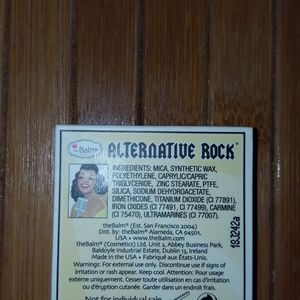 theBalm®
ALTERNATIVE ROCK®
INGREDIENTS: MICA, SYNTHETIC WAX,
POLYETHYLENE, CAPRYLIC/CAPRIC
TRIGLYCERIDE, ZINC STEARATE, PTFE,
SILICA, SODIUM DEHYDROACETATE,
DIMETHICONE, TITANIUM DIOXIDE (CI 77891),
IRON OXIDES (CI 77491, CI 77499), CARMINE
(CI 75470), ULTRAMARINES (CI 77007).
183242a
theBalm® (Est. San Francisco 2004)
Dist. by: theBalm® Alameda, CA 94501,
USA • www.theBalm.com
theBalm® (Cosmetics) Ltd, Unit 2, Abbey Business Park,
Baldoyle Industrial Estate, Dublin 13, Ireland
Made in the USA • Fabriqué aux États-Unis.
Warnings: For external use only. Discontinue use if signs of
irritation or rash appear. Keep cool. Attention: Pour usage
externe uniquement. Cesser toute utilisation en cas d'irritation
ou d'éruption cutanée. Garder en endroit frais.
Not for individual sale